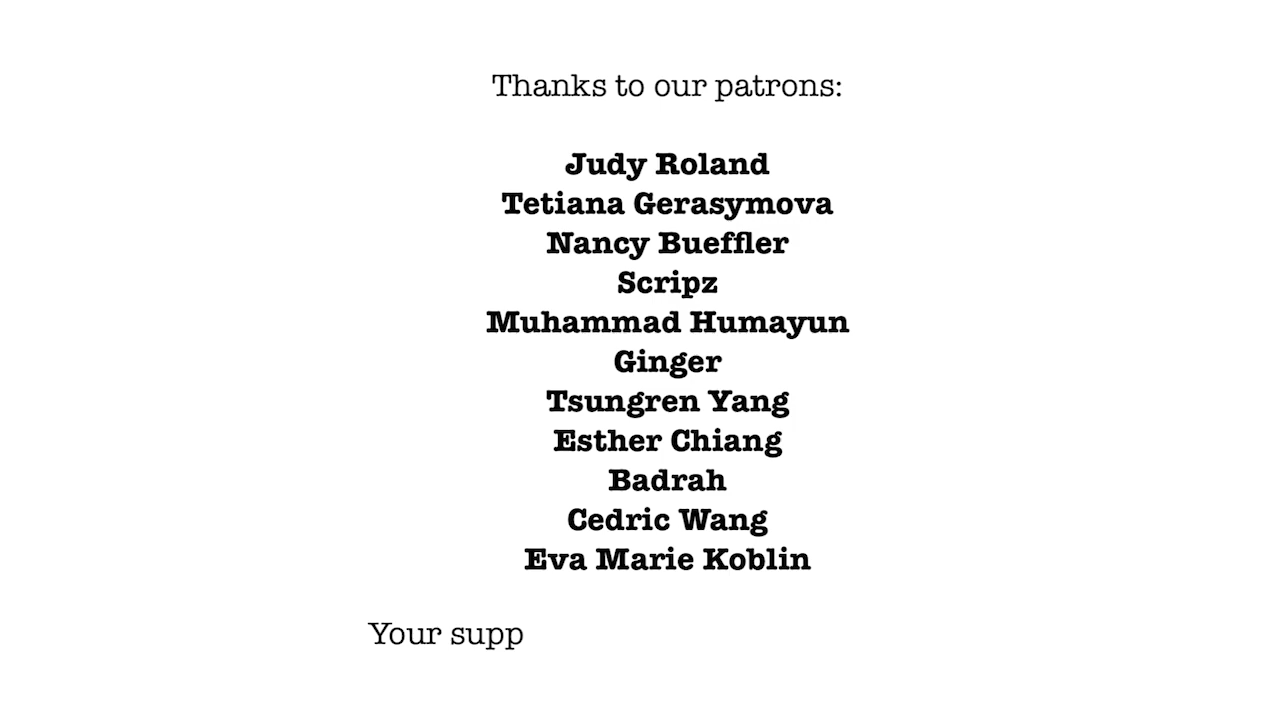 Thanks to our patrons:
Judy Roland
Tetiana Gerasymova
Nancy Bueffler
Scripz
Muhammad Humayun
Ginger
Tsungren Yang
Esther Chiang
Badrah
Cedric Wang
Eva Marie Koblin
Your supp